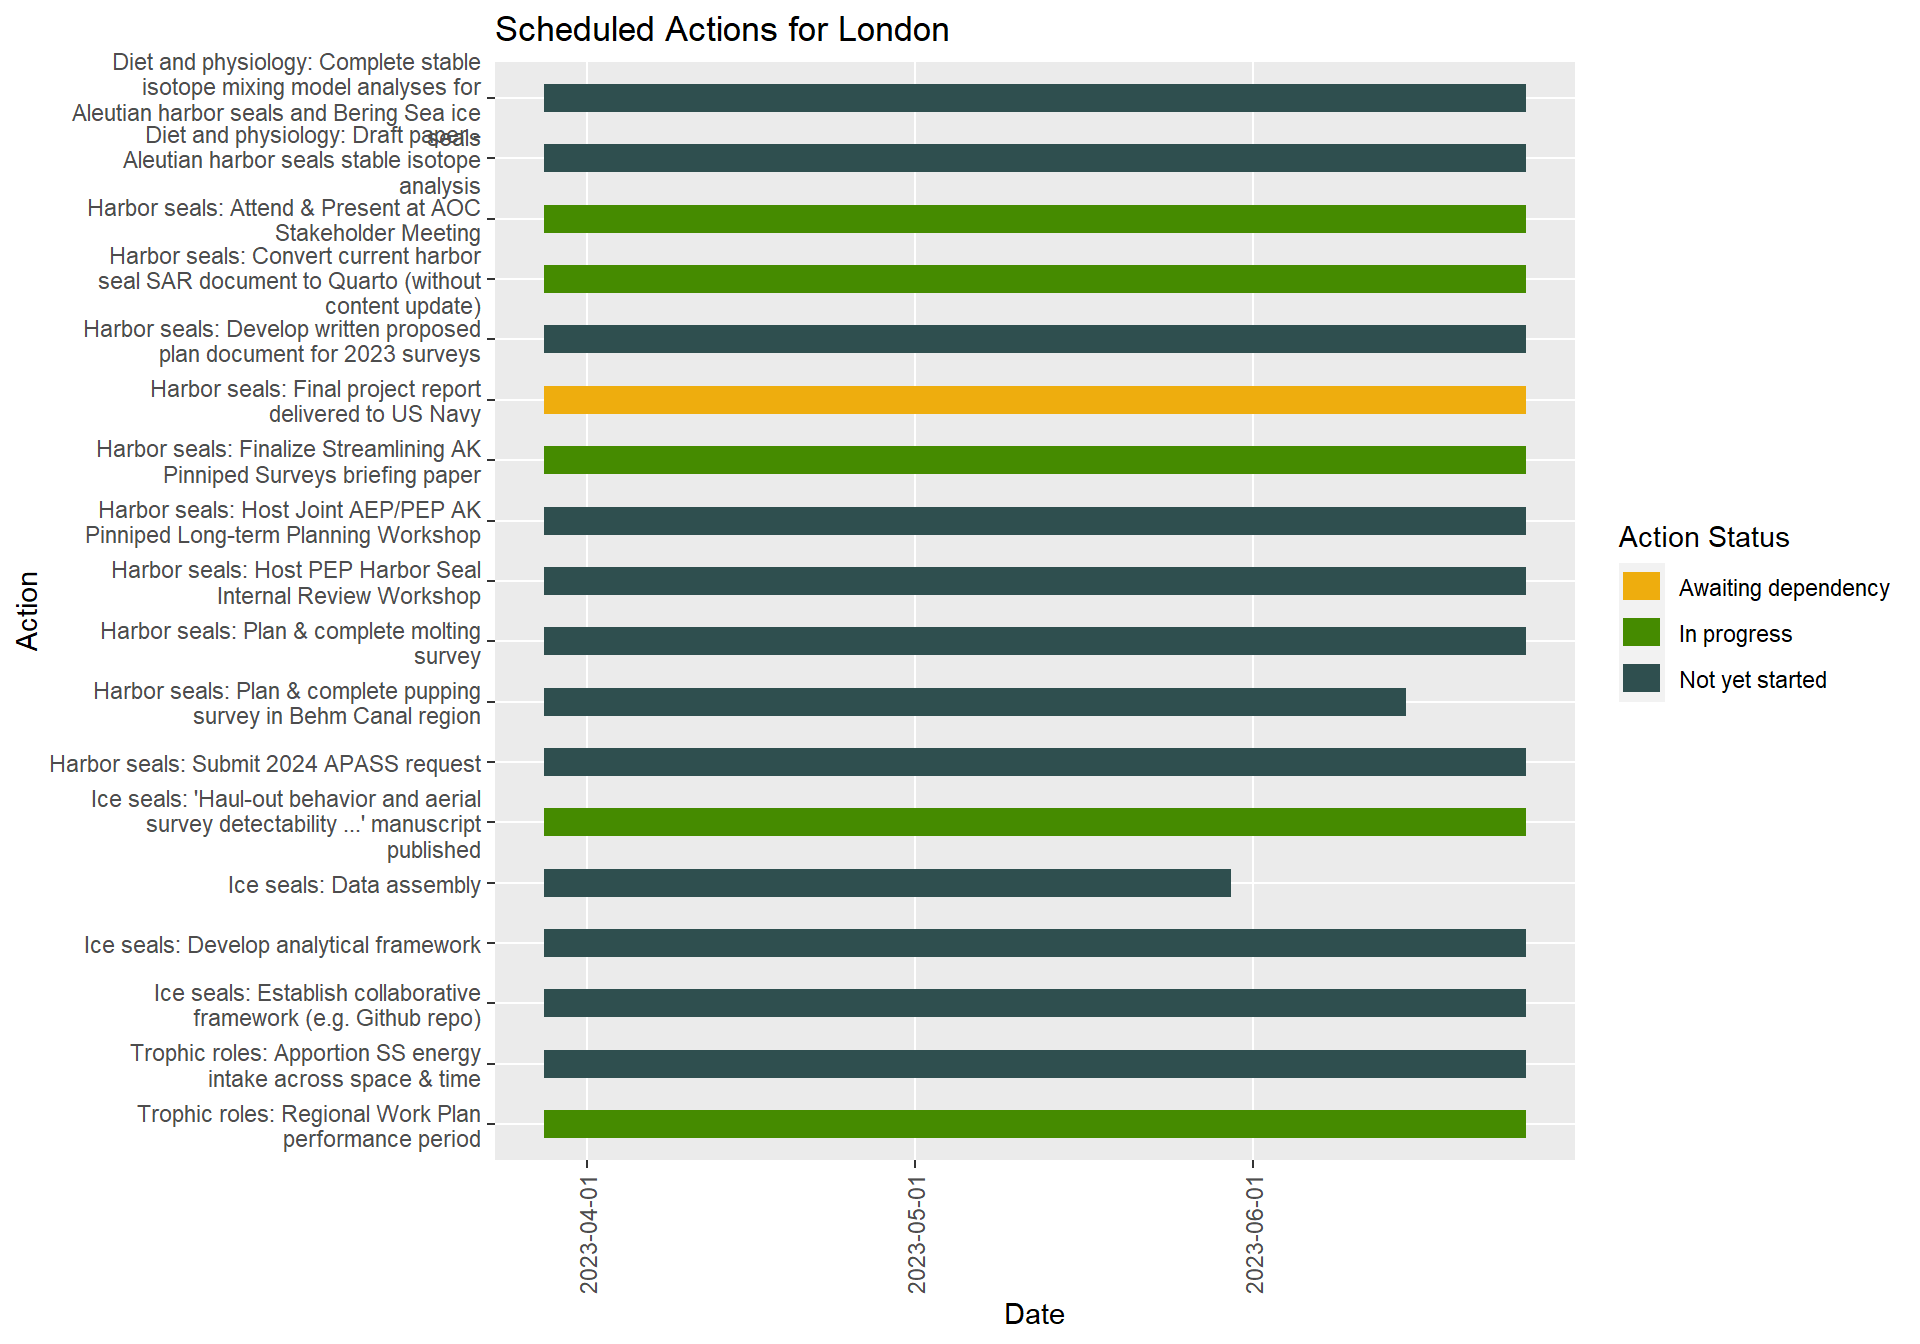 Scheduled Actions for London
Diet and physiology: Complete stable
isotope mixing model analyses for
Aleutian harbor seals and Bering Sea ice
seals
Diet and physiology: Draft paper -
Aleutian harbor seals stable isotope
analysis
Harbor seals: Attend & Present at AOC
Stakeholder Meeting
Harbor seals: Convert current harbor
seal SAR document to Quarto (without
content update)
Harbor seals: Develop written proposed
plan document for 2023 surveys
Harbor seals: Final project report
delivered to US Navy
Harbor seals: Finalize Streamlining AK
Pinniped Surveys briefing paper
Harbor seals: Host Joint AEP/PEP AK
Pinniped Long-term Planning Workshop
Harbor seals: Host PEP Harbor Seal
Internal Review Workshop
Harbor seals: Plan & complete molting
survey
Harbor seals: Plan & complete pupping
survey in Behm Canal region
Harbor seals: Submit 2024 APASS request
Ice seals: 'Haul-out behavior and aerial
survey detectability ...' manuscript
published
Ice seals: Data assembly
Ice seals: Develop analytical framework
Ice seals: Establish collaborative
framework (e.g. Github repo)
Trophic roles: Apportion SS energy
intake across space & time
Trophic roles: Regional Work Plan
performance period
Action
2023-04-01
2023-05-01
2023-06-01
Date
Action Status
Awaiting dependency
In progress
Not yet started